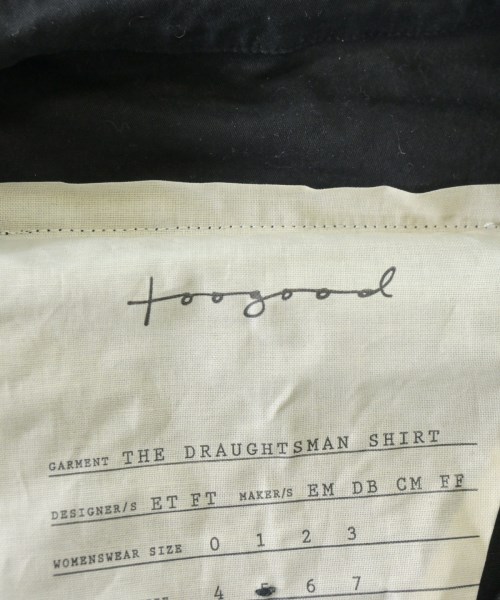 toogood
GARMENT THE DRAUGHTSMAN SHIRT
DESIGNER/S ET FT MAKER/S EM DB CM FF
WOMENSWEAR SIZE 0 1 2 3
4 5 6 7